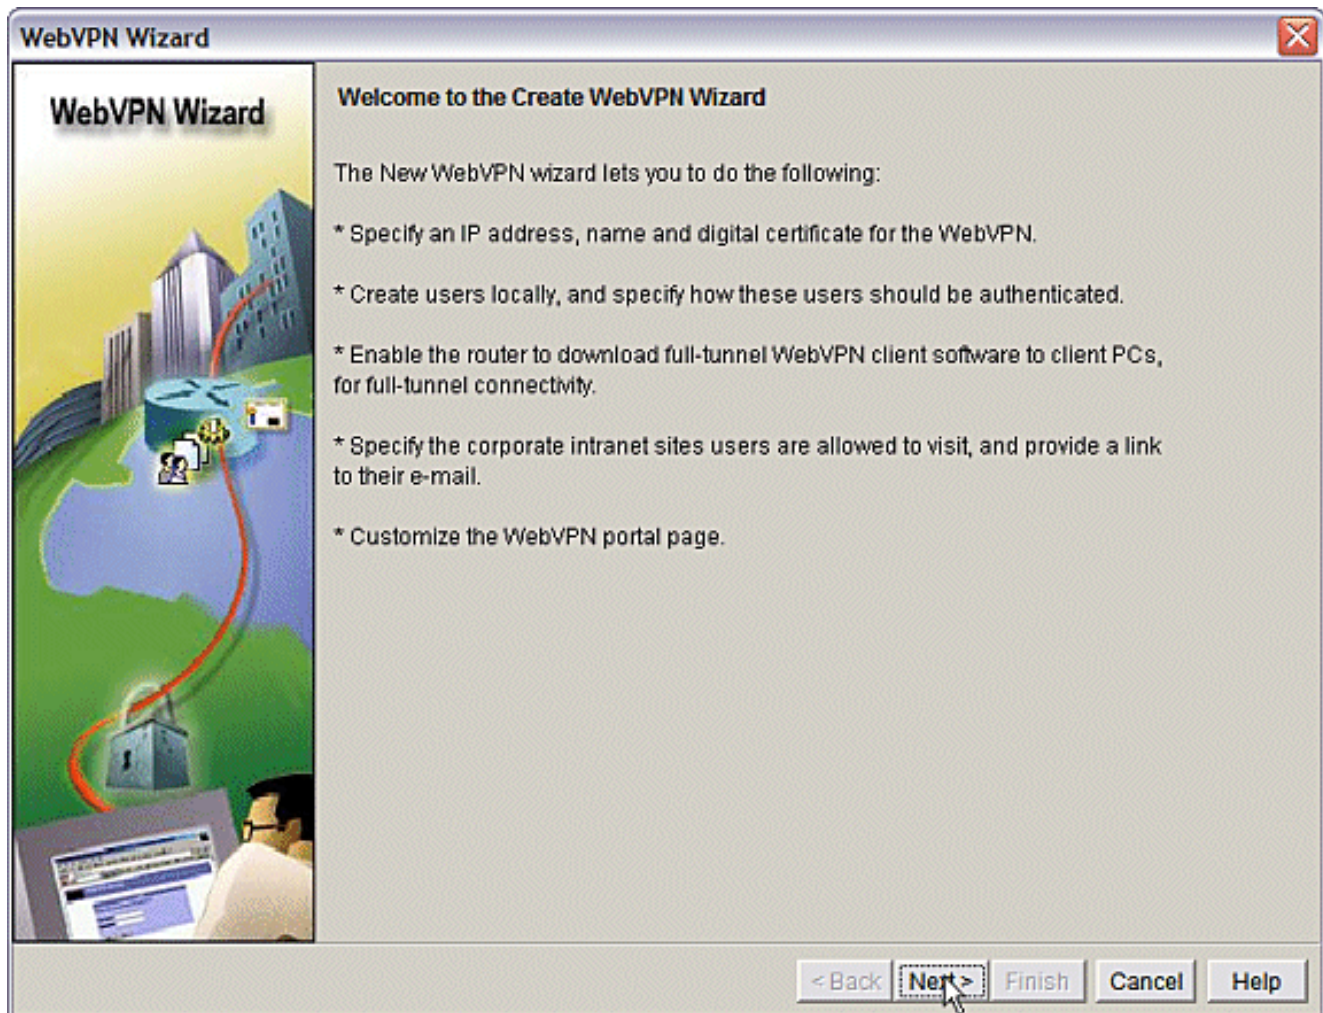 WebVPN Wizard
WebVPN Wizard
Welcome to the Create WebVPN Wizard
The New WebVPN wizard lets you to do the following:
* Specify an IP address, name and digital certificate for the WebVPN.
* Create users locally, and specify how these users should be authenticated.
* Enable the router to download full-tunnel WebVPN client software to client PCs,
for full-tunnel connectivity.
* Specify the corporate intranet sites users are allowed to visit, and provide a link
to their e-mail.
* Customize the WebVPN portal page.
< Back Next > Finish Cancel Help